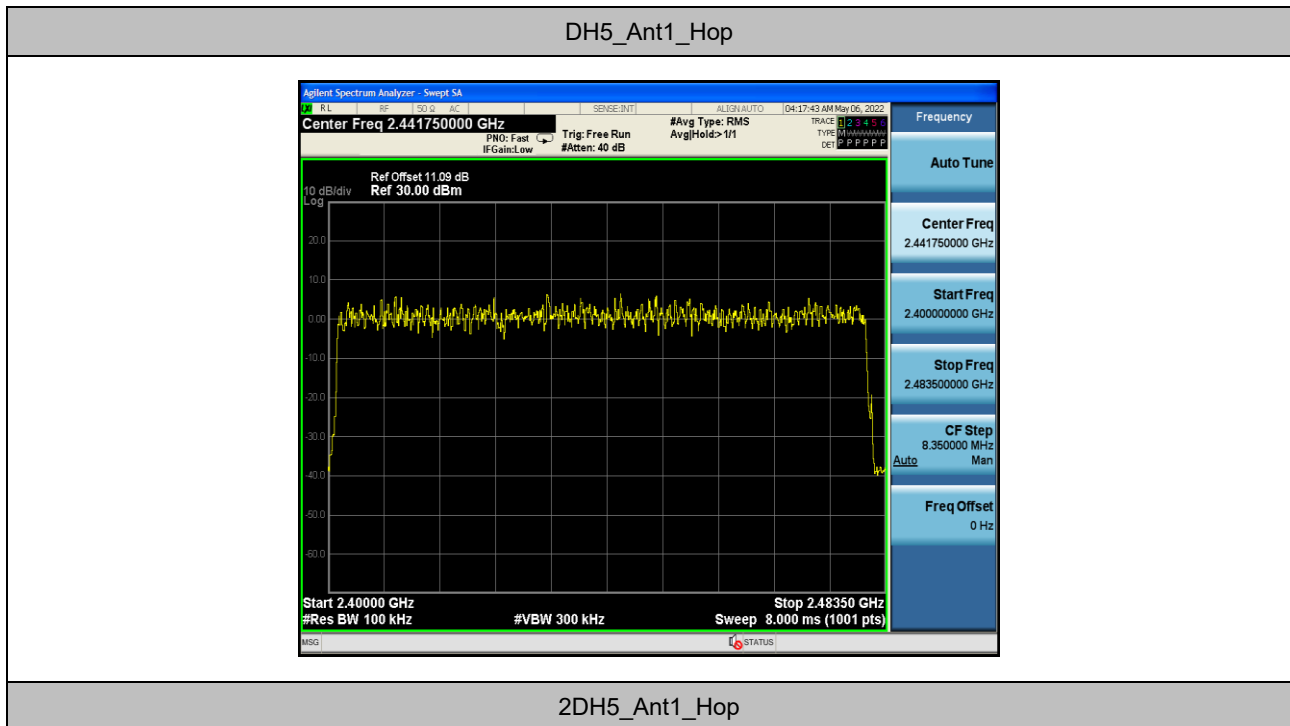 DH5_Ant1_Hop
Agilent Spectrum Analyzer - Swept SA
RL RF 50 Ω AC SENSE:INT ALIGN AUTO 04:17:43 AM May 06, 2022
Center Freq 2.441750000 GHz
PNO: Fast
IFGain:Low
Trig: Free Run
#Atten: 40 dB
#Avg Type: RMS
Avg|Hold:>1/1
TRACE 1 2 3 4 5 6
TYPE M
DET P P P P P P
Frequency
Auto Tune
Center Freq
2.441750000 GHz
Start Freq
2.400000000 GHz
Stop Freq
2.483500000 GHz
CF Step
8.350000 MHz
Auto Man
Freq Offset
0 Hz
Ref Offset 11.09 dB
10 dB/div Ref 30.00 dBm
Log
20.0
10.0
0.00
-10.0
-20.0
-30.0
-40.0
-50.0
-60.0
Start 2.40000 GHz Stop 2.48350 GHz
#Res BW 100 kHz #VBW 300 kHz Sweep 8.000 ms (1001 pts)
MSG STATUS
2DH5_Ant1_Hop